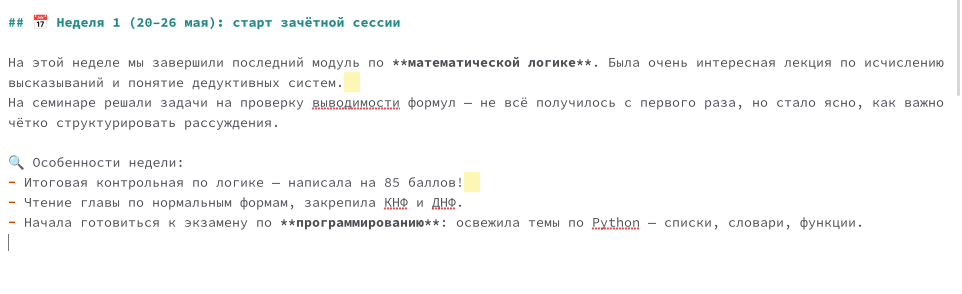 ## 📅 Неделя 1 (20–26 мая): старт зачётной сессии
На этой неделе мы завершили последний модуль по **математической логике**. Была очень интересная лекция по исчислению
высказываний и понятие дедуктивных систем.
На семинаре решали задачи на проверку выводимости формул — не всё получилось с первого раза, но стало ясно, как важно
чётко структурировать рассуждения.
🔍 Особенности недели:
- Итоговая контрольная по логике — написала на 85 баллов!
- Чтение главы по нормальным формам, закрепила КНФ и ДНФ.
- Начала готовиться к экзамену по **программированию**: освежила темы по Python — списки, словари, функции.